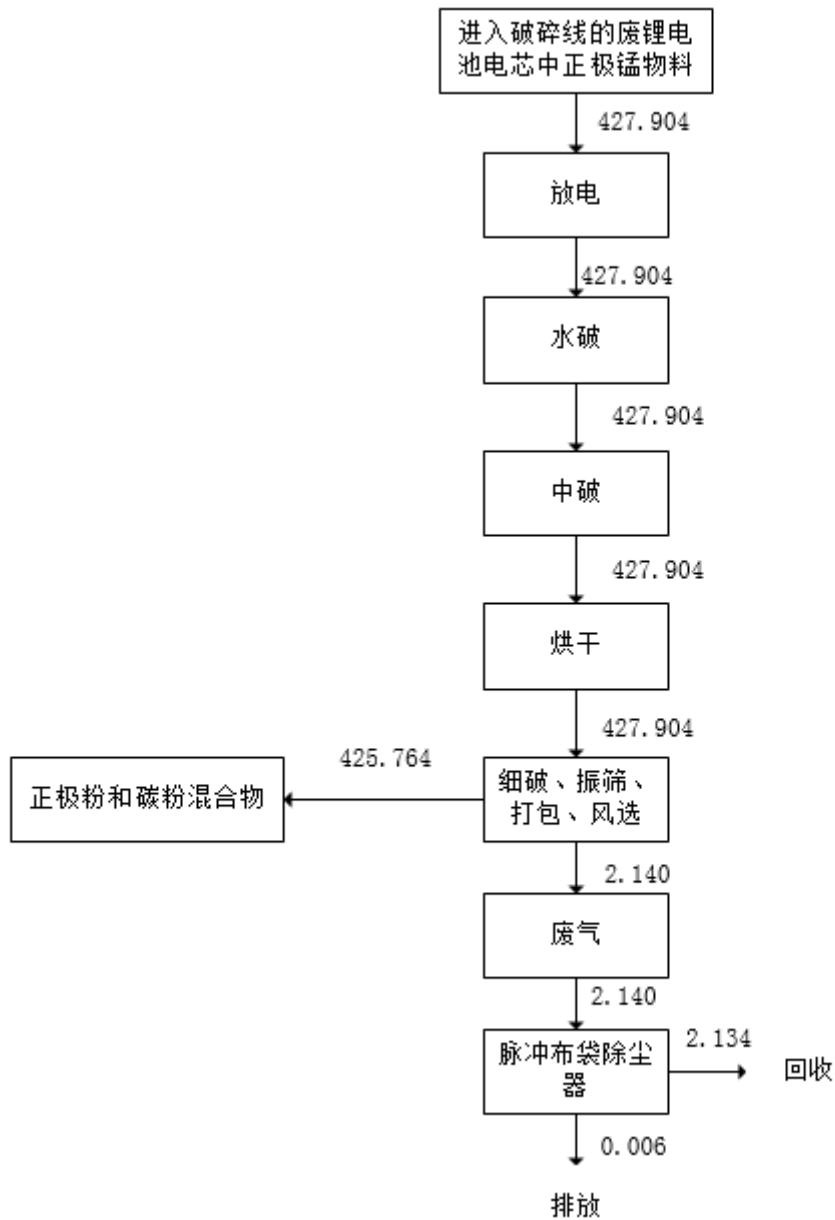 进入破碎线的废锂电
池电芯中正极锰物料
427.904
放电
427.904
水破
427.904
中破
427.904
烘干
427.904
425.764
正极粉和碳粉混合物
细破、振筛、
打包、风选
2.140
废气
2.140
脉冲布袋除尘
器
2.134
回收
0.006
排放